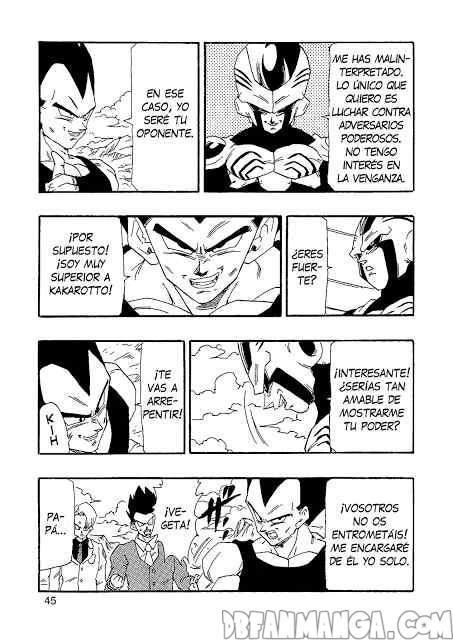 ME HAS MALIN-
TERPRETADO.
LO ÚNICO QUE
QUIERO ES
LUCHAR CONTRA
ADVERSARIOS
PODEROSOS.
NO TENGO
INTERÉS EN
LA VENGANZA.
EN ESE
CASO, YO
SERÉ TU
OPONENTE.
¿ERES
FUER-
TE?
¡POR
SUPUESTO!
¡SOY MUY
SUPERIOR A
KAKAROTTO!
¡INTERESANTE!
¿SERÍAS TAN
AMABLE DE
MOSTRARME
TU PODER?
¡TE
VAS A
ARRE-
PENTIR!
KIH
¡VOSOTROS
NO OS
ENTROMETÁIS!
ME ENCARGARÉ
DE ÉL YO SOLO.
¡VE-
GETA!
PA-
PÁ...
45
DBFANMANGA.COM